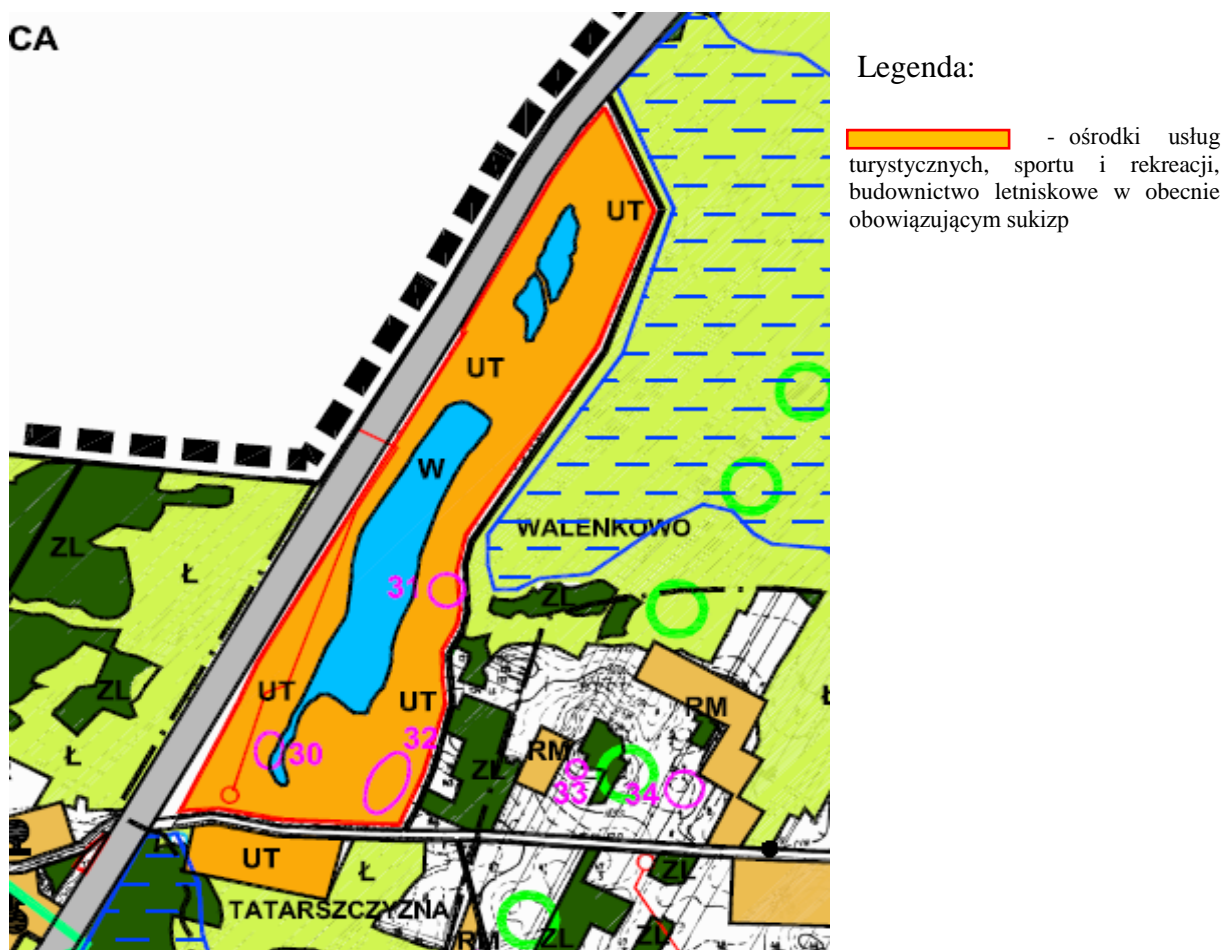 CA
Legenda:
- ośrodki usług
turystycznych, sportu i rekreacji,
budownictwo letniskowe w obecnie
obowiązującym sukizp
UT
UT
W
WALENKOWO
ZL
Ł
31
ZL
ZL
UT
UT
RM
Ł
30
32
RM
ZL
33
34
Ł
UT
Ł
ZL
TATARSZCZYZNA
RM
ZL
ZL